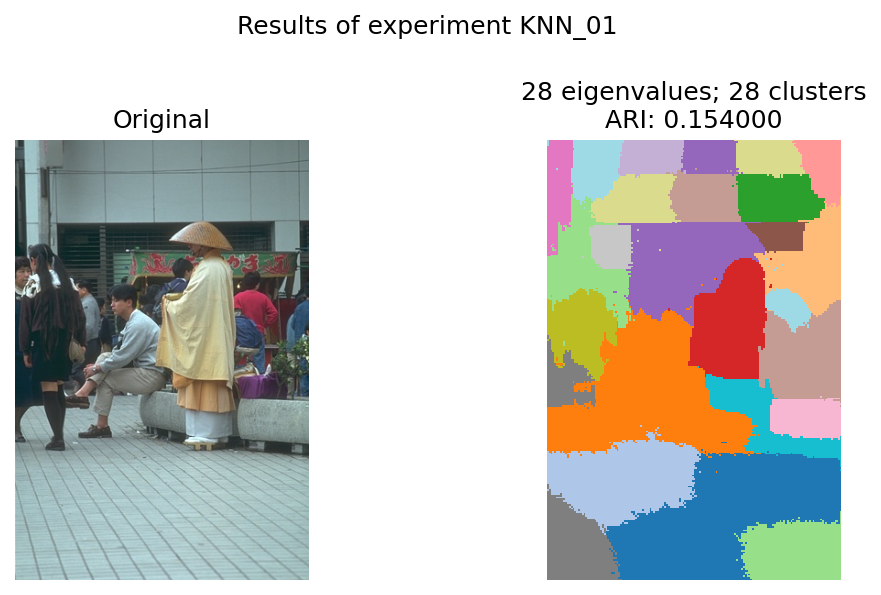 Results of experiment KNN_01
Original
28 eigenvalues; 28 clusters
ARI: 0.154000